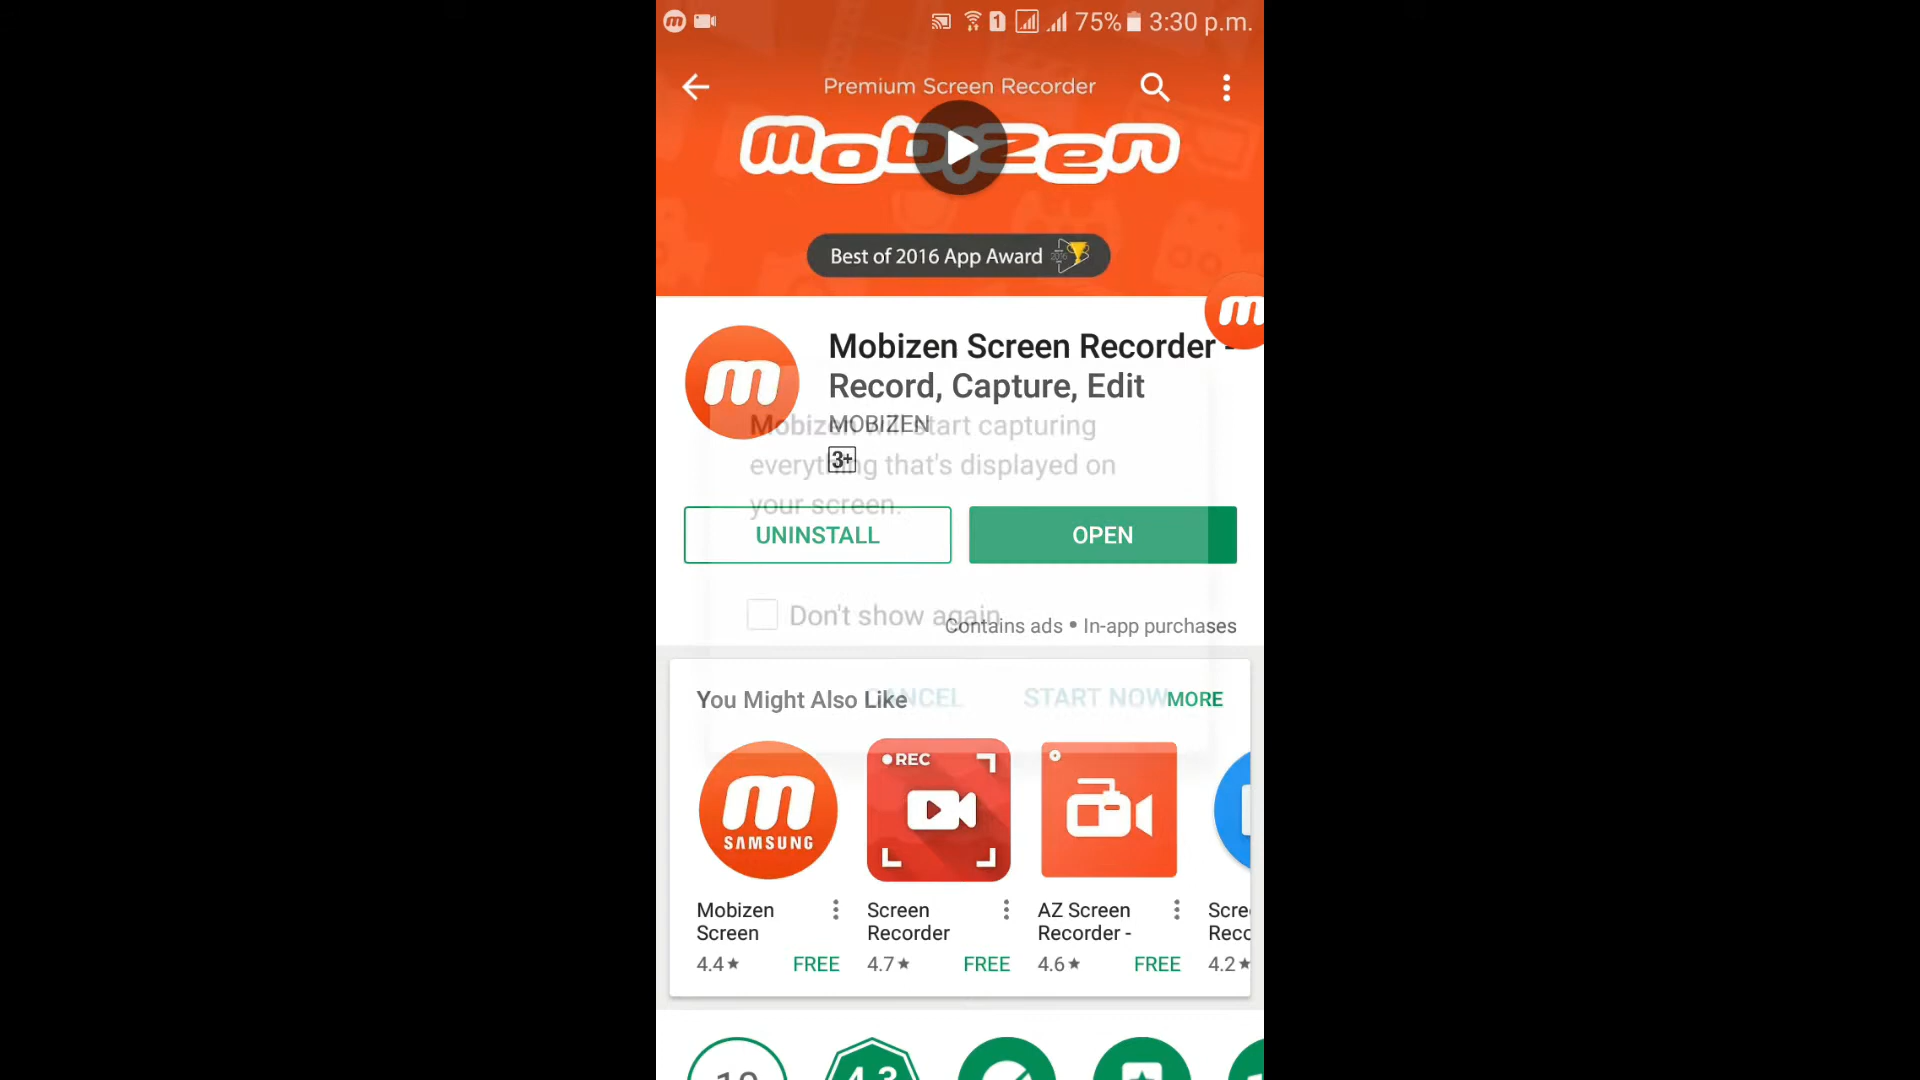 75% 3:30 p.m.
Premium Screen Recorder
mobizen
Best of 2016 App Award
Mobizen Screen Recorder -
Record, Capture, Edit
MOBIZEN
3+
Mobizen will start capturing
everything that's displayed on
your screen.
UNINSTALL OPEN
Don't show again
Contains ads • In-app purchases
You Might Also Like MORE
CANCEL START NOW
m
SAMSUNG
REC
Mobizen
Screen
4.4★ FREE
Screen
Recorder
4.7★ FREE
AZ Screen
Recorder -
4.6★ FREE
Scre
Reco
4.2★
4.3